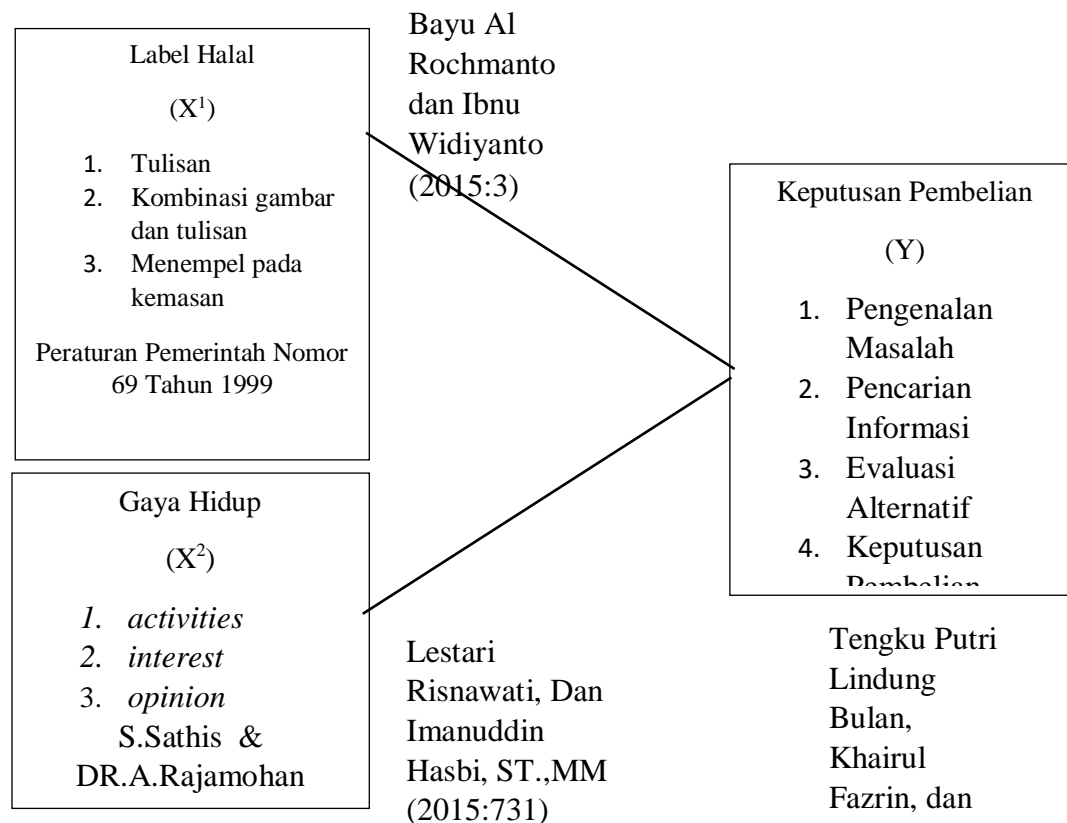 Label Halal
(X¹)
1. Tulisan
2. Kombinasi gambar
dan tulisan
3. Menempel pada
kemasan
Peraturan Pemerintah Nomor
69 Tahun 1999
Bayu Al
Rochmanto
dan Ibnu
Widiyanto
(2015:3)
Keputusan Pembelian
(Y)
1. Pengenalan
Masalah
2. Pencarian
Informasi
3. Evaluasi
Alternatif
4. Keputusan
Pembelian
Gaya Hidup
(X²)
1. activities
2. interest
3. opinion
S.Sathis &
DR.A.Rajamohan
Lestari
Risnawati, Dan
Imanuddin
Hasbi, ST.,MM
(2015:731)
Tengku Putri
Lindung
Bulan,
Khairul
Fazrin, dan